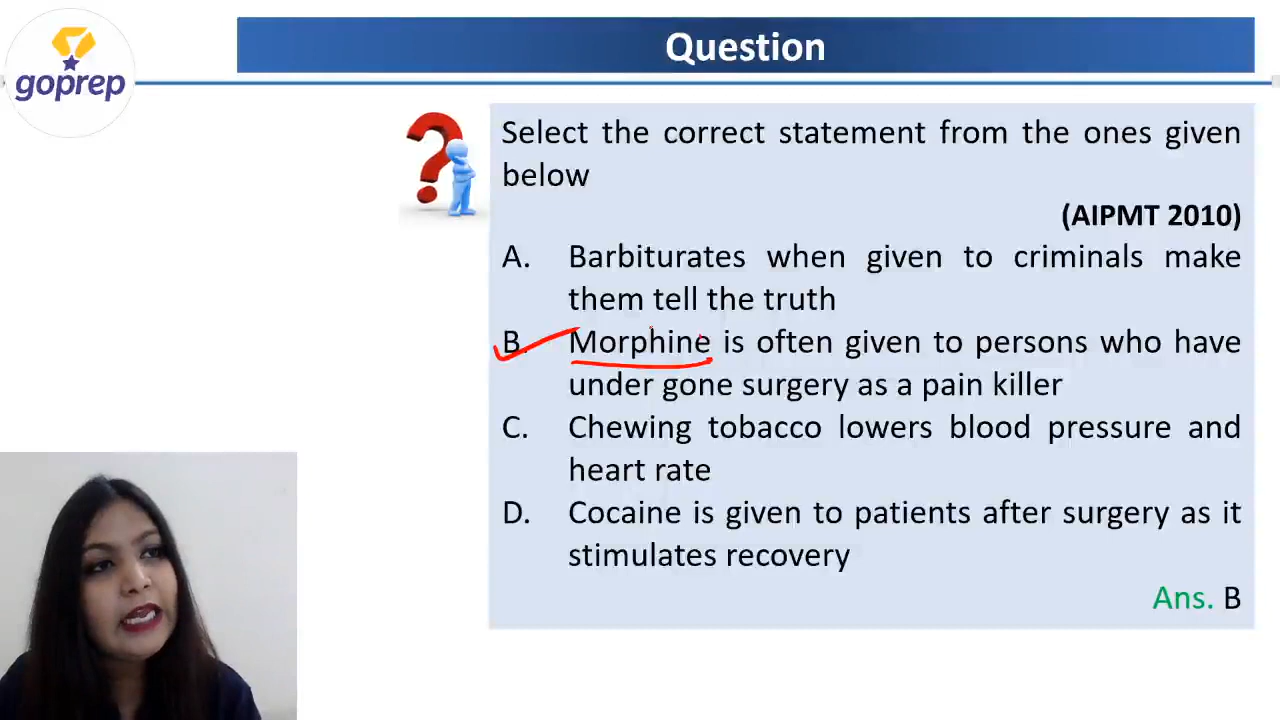 goprep
Question
Select the correct statement from the ones given
below
(AIPMT 2010)
A. Barbiturates when given to criminals make
them tell the truth
B. Morphine is often given to persons who have
under gone surgery as a pain killer
C. Chewing tobacco lowers blood pressure and
heart rate
D. Cocaine is given to patients after surgery as it
stimulates recovery
Ans. B